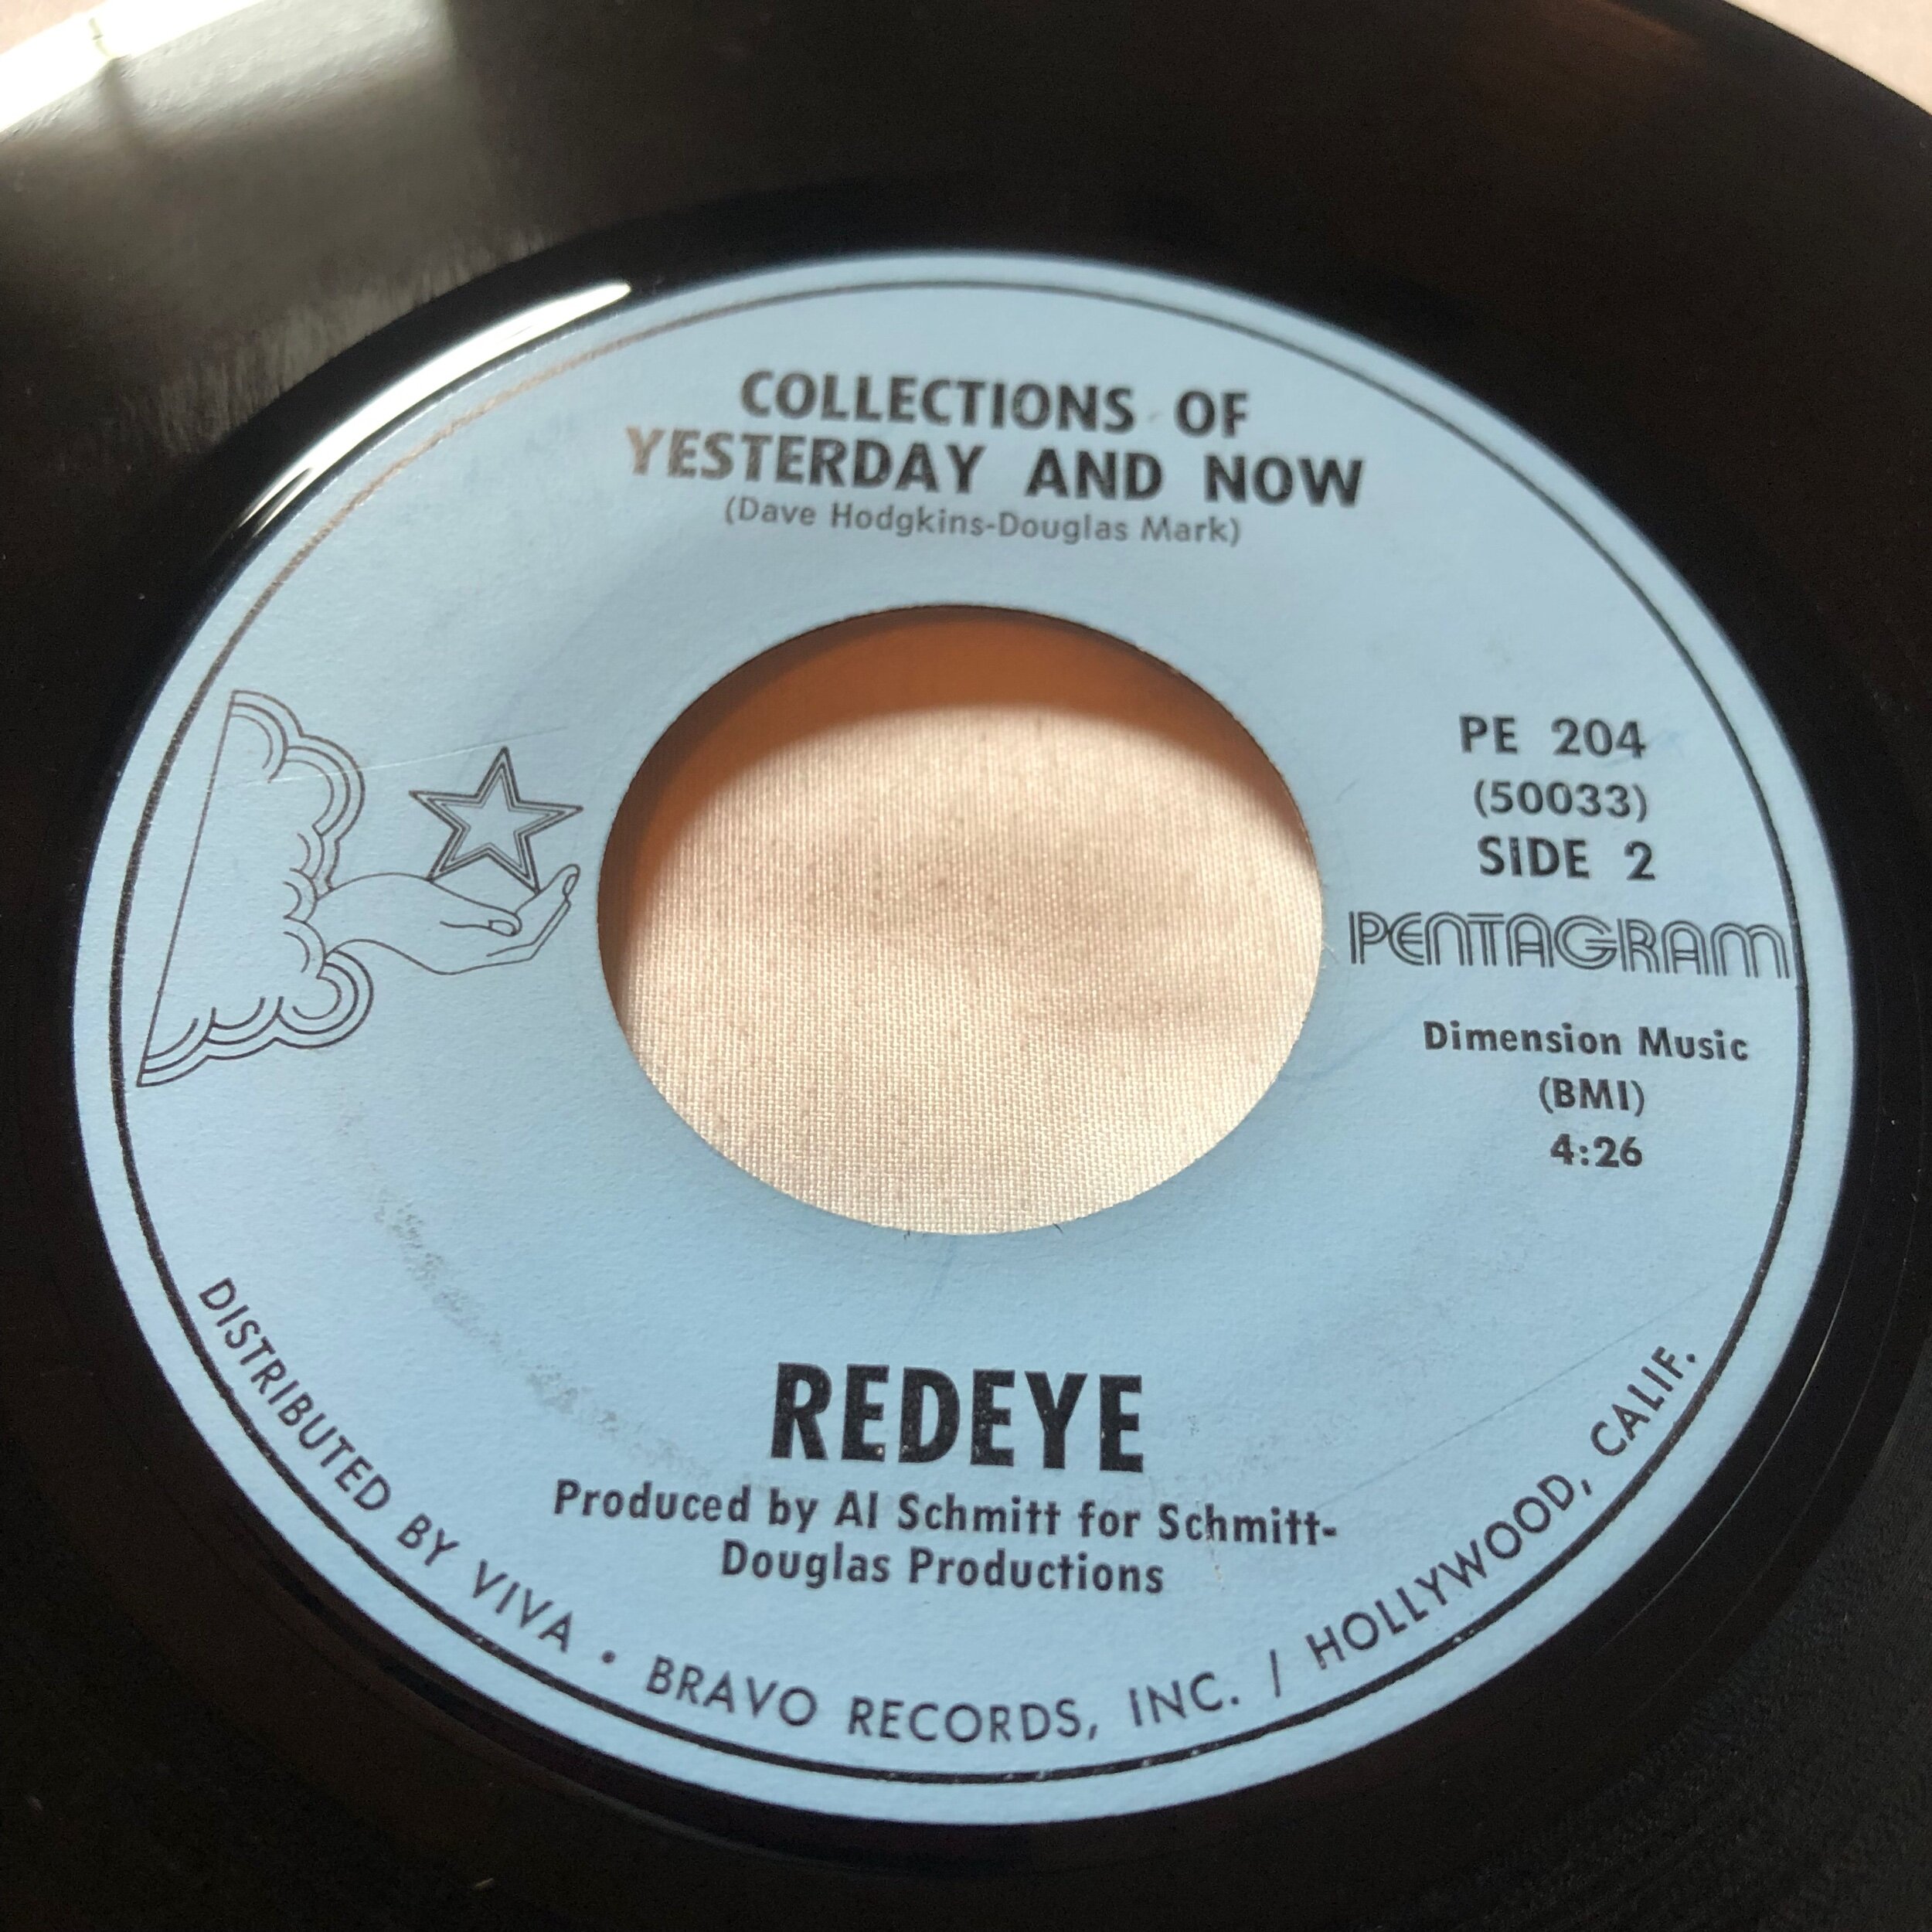 COLLECTIONS OF
YESTERDAY AND NOW
(Dave Hodgkins-Douglas Mark)
PE 204
(50033)
SIDE 2
PENTAGRAM
Dimension Music
(BMI)
4:26
REDEYE
Produced by Al Schmitt for Schmitt-
Douglas Productions
DISTRIBUTED BY VIVA • BRAVO RECORDS, INC. / HOLLYWOOD, CALIF.